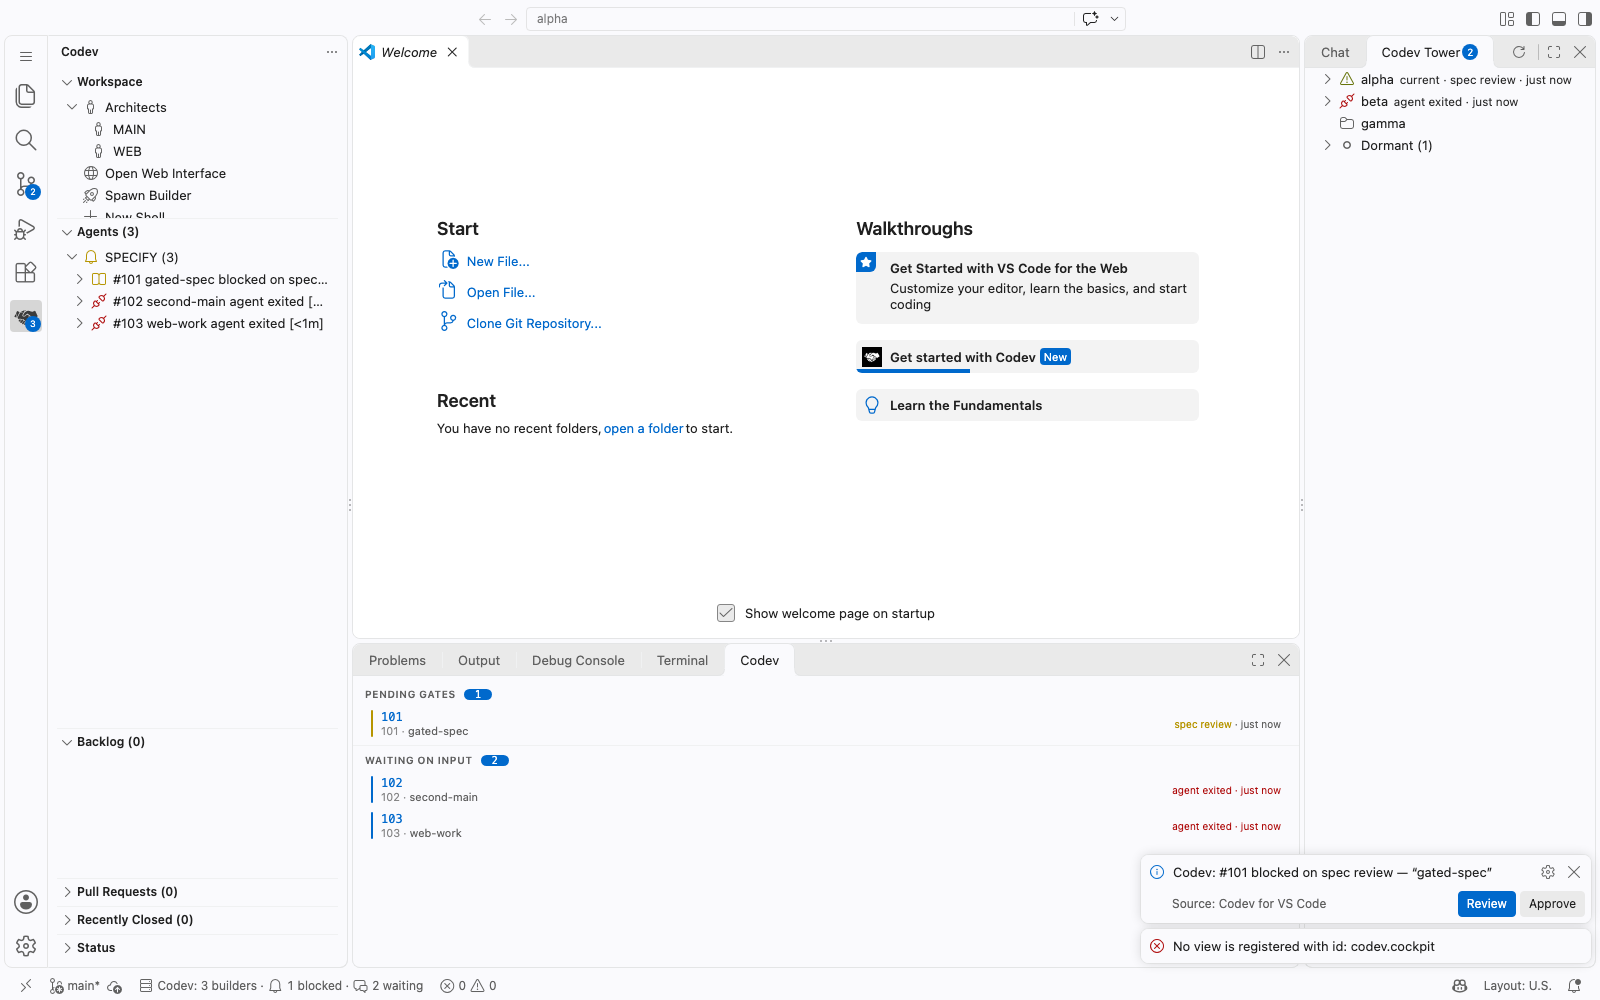 alpha
Codev
Workspace
Architects
MAIN
WEB
Open Web Interface
Spawn Builder
New Shell
Agents (3)
SPECIFY (3)
#101 gated-spec blocked on spec...
#102 second-main agent exited [...
#103 web-work agent exited [<1m]
Backlog (0)
Pull Requests (0)
Recently Closed (0)
Status
2
3
Welcome
Start
New File...
Open File...
Clone Git Repository...
Recent
You have no recent folders, open a folder to start.
Walkthroughs
Get Started with VS Code for the Web
Customize your editor, learn the basics, and start
coding
Get started with Codev New
Learn the Fundamentals
Show welcome page on startup
Problems Output Debug Console Terminal Codev
PENDING GATES 1
101
101 · gated-spec
spec review · just now
WAITING ON INPUT 2
102
102 · second-main
agent exited · just now
103
103 · web-work
agent exited · just now
Chat Codev Tower 2
alpha current · spec review · just now
beta agent exited · just now
gamma
Dormant (1)
Codev: #101 blocked on spec review — “gated-spec”
Source: Codev for VS Code
Review Approve
No view is registered with id: codev.cockpit
main* Codev: 3 builders · 1 blocked · 2 waiting 0 0 Layout: U.S.